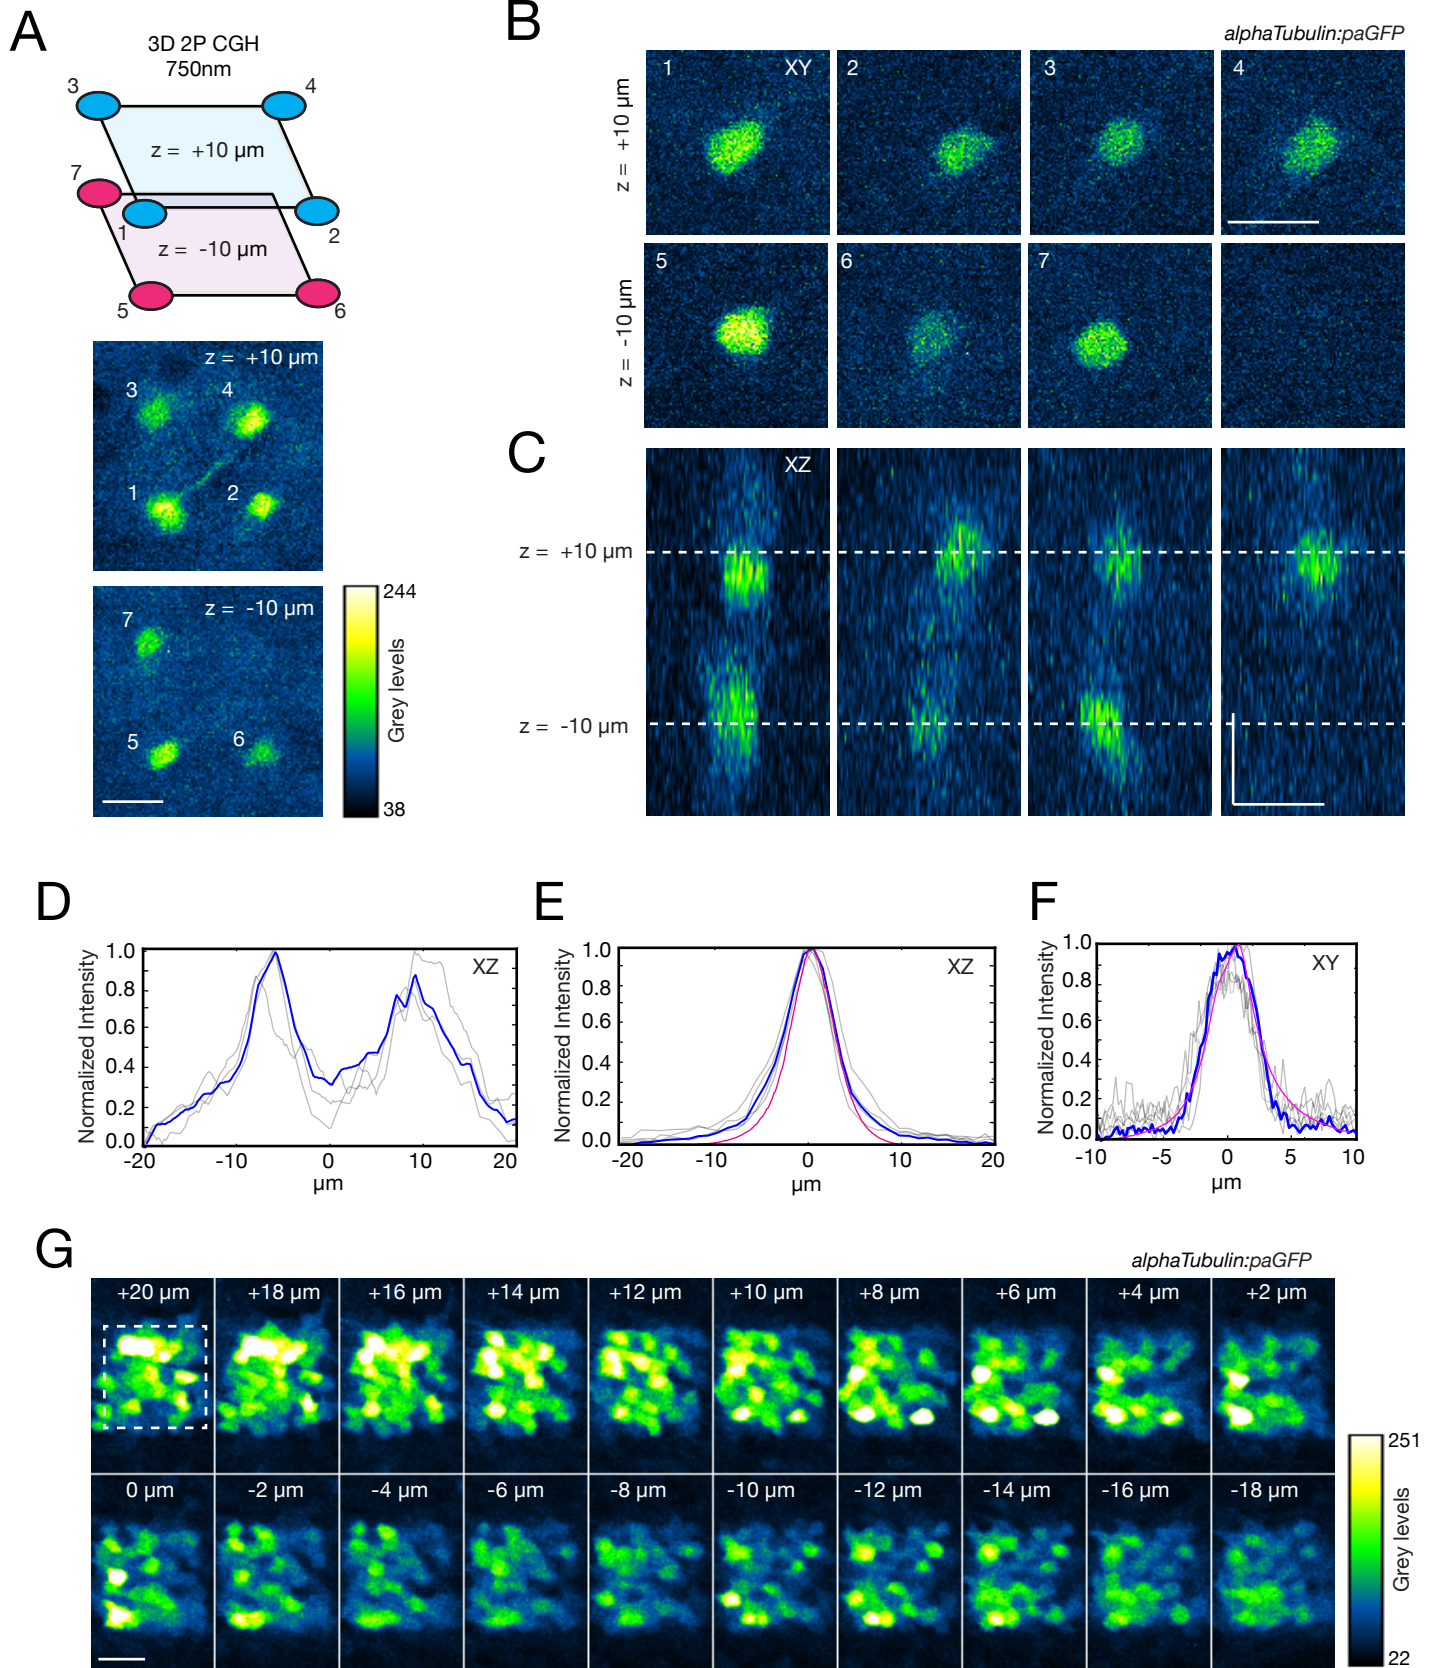 A
3D 2P CGH
750nm
3
4
z = +10 µm
7
1
2
z = -10 µm
5
6
z = +10 µm
3
4
1
2
z = -10 µm
7
5
6
244
Grey levels
38
B
alphaTubulin:paGFP
z = +10 µm
1
XY
2
3
4
z = -10 µm
5
6
7
C
XZ
z = +10 µm
z = -10 µm
D
Normalized Intensity
1.0
0.8
0.6
0.4
0.2
0.0
XZ
-20
-10
0
10
20
µm
E
Normalized Intensity
1.0
0.8
0.6
0.4
0.2
0.0
XZ
-20
-10
0
10
20
µm
F
Normalized Intensity
1.0
0.8
0.6
0.4
0.2
0.0
XY
-10
-5
0
5
10
µm
G
alphaTubulin:paGFP
+20 µm
+18 µm
+16 µm
+14 µm
+12 µm
+10 µm
+8 µm
+6 µm
+4 µm
+2 µm
0 µm
-2 µm
-4 µm
-6 µm
-8 µm
-10 µm
-12 µm
-14 µm
-16 µm
-18 µm
251
Grey levels
22